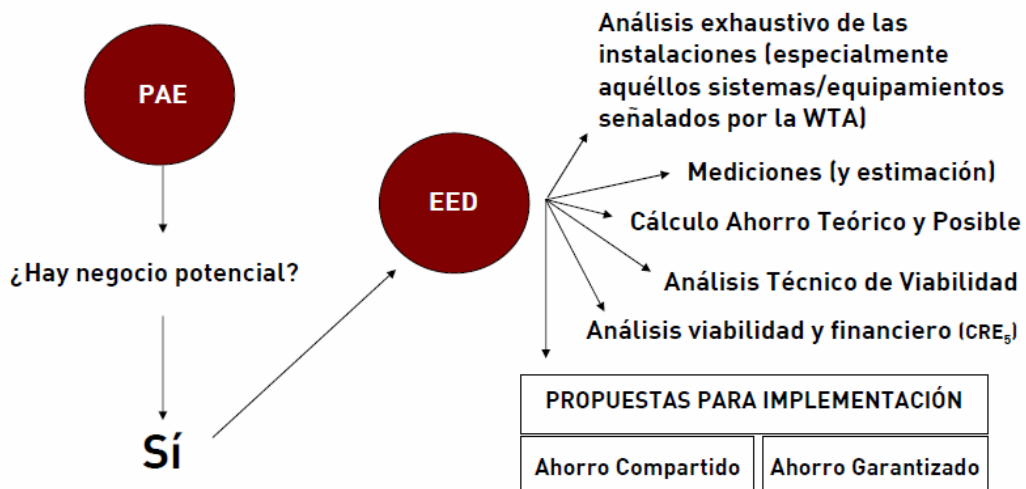 PAE
¿Hay negocio potencial?
Sí
EED
Análisis exhaustivo de las
instalaciones (especialmente
aquéllos sistemas/equipamientos
señalados por la WTA)
Mediciones (y estimación)
Cálculo Ahorro Teórico y Posible
Análisis Técnico de Viabilidad
Análisis viabilidad y financiero (CRE₅)
PROPUESTAS PARA IMPLEMENTACIÓN
Ahorro Compartido
Ahorro Garantizado